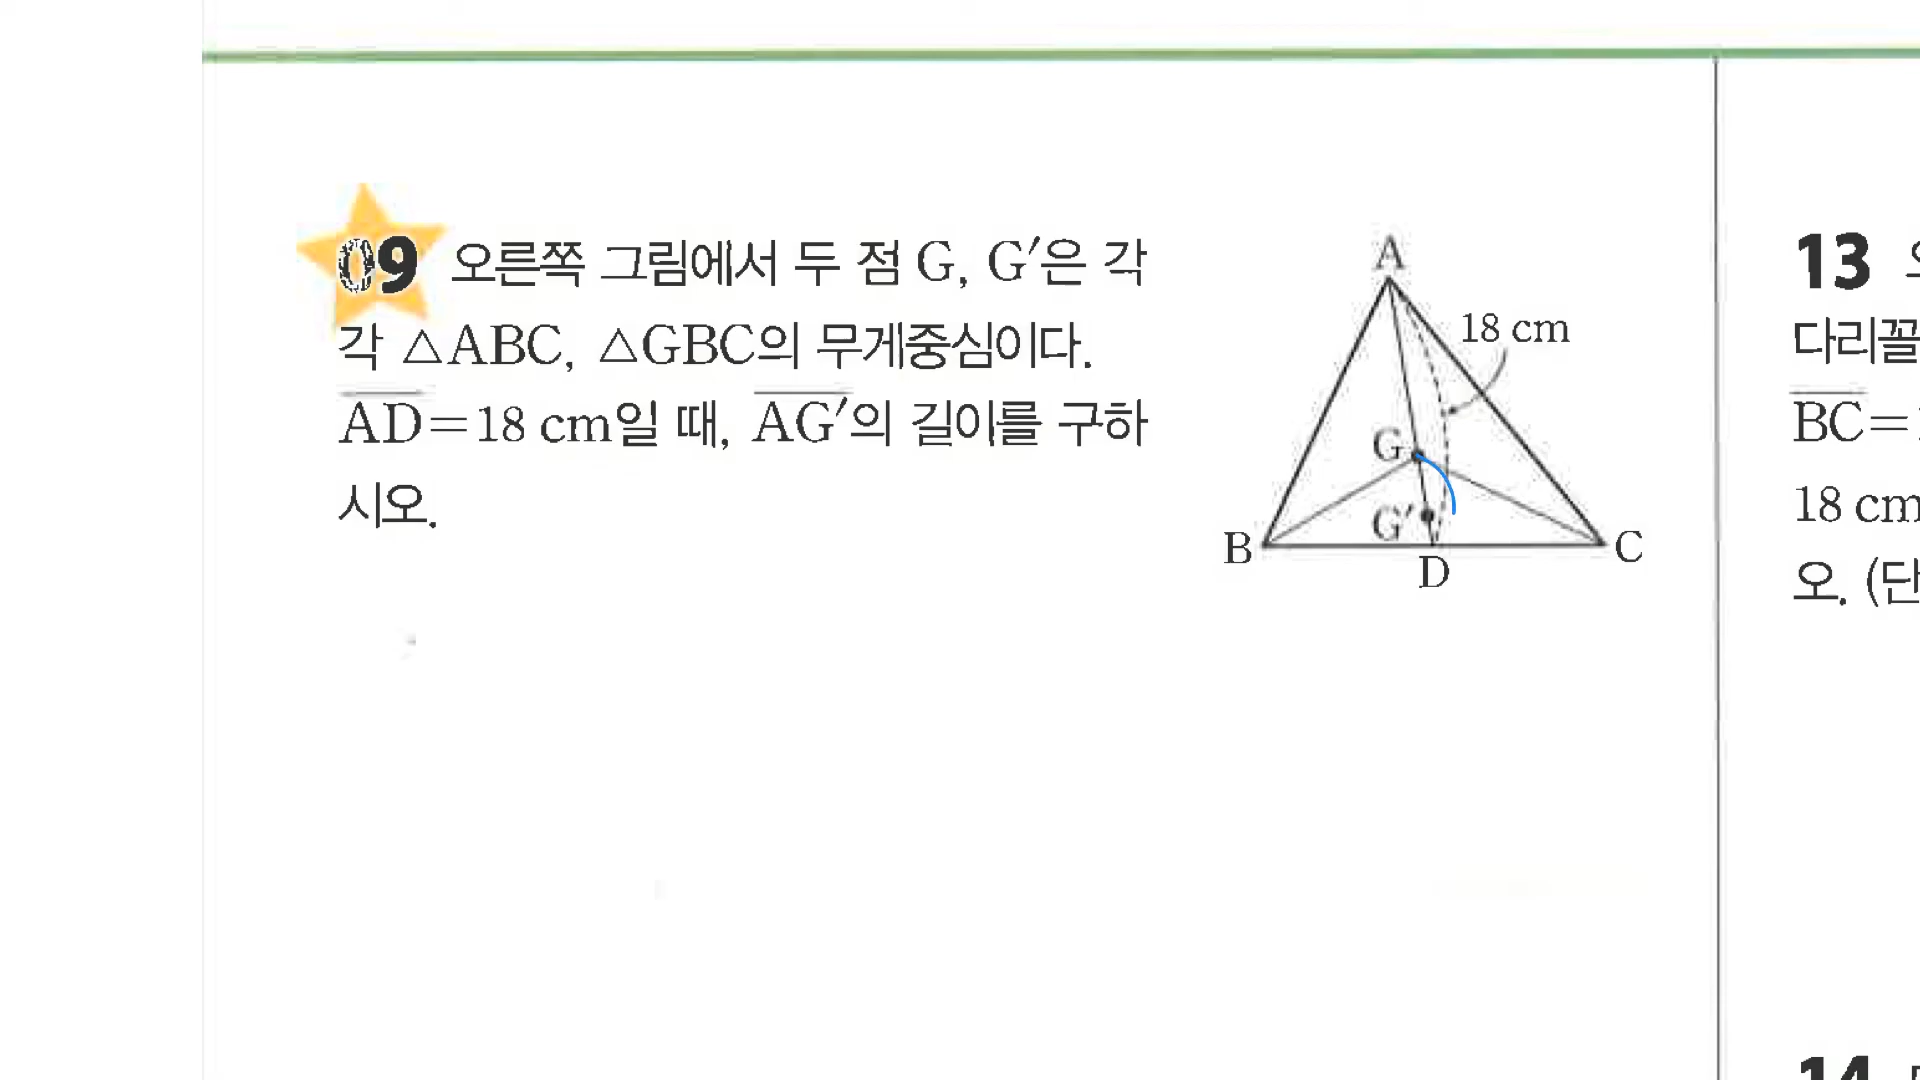 09 오른쪽 그림에서 두 점 G, G′은 각
각 △ABC, △GBC의 무게중심이다.
AD=18 cm일 때, AG′의 길이를 구하
시오.
A
18 cm
G
G′
B
D
C
13
다리꼴
BC=
18 cm
오. (단
14